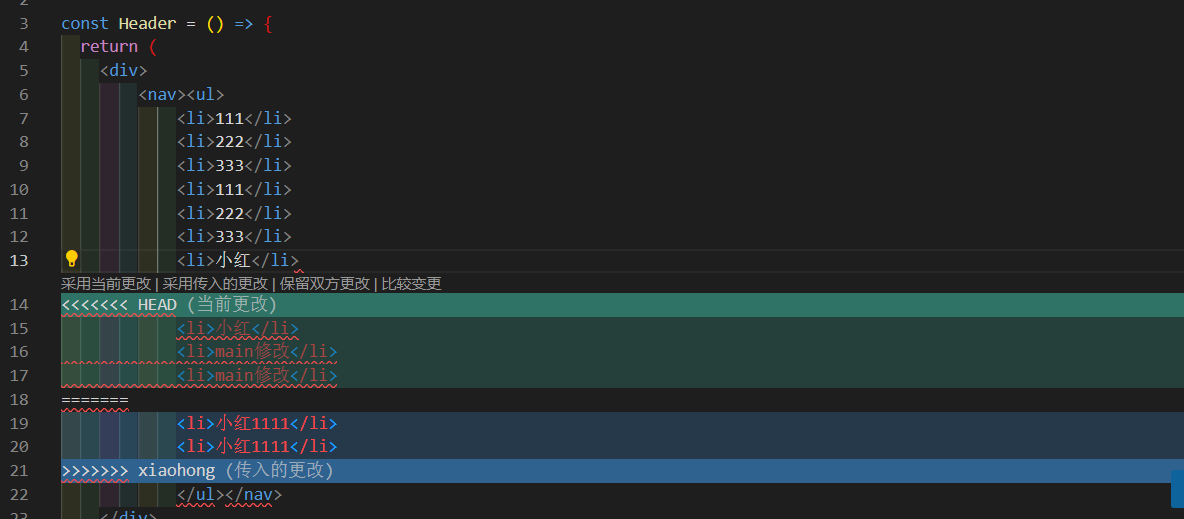 2
3 const Header = () => {
4 return (
5 <div>
6 <nav><ul>
7 <li>111</li>
8 <li>222</li>
9 <li>333</li>
10 <li>111</li>
11 <li>222</li>
12 <li>333</li>
13 <li>小红</li>
采用当前更改 | 采用传入的更改 | 保留双方更改 | 比较变更
14 <<<<<<< HEAD (当前更改)
15 <li>小红</li>
16 <li>main修改</li>
17 <li>main修改</li>
18 =======
19 <li>小红1111</li>
20 <li>小红1111</li>
21 >>>>>>> xiaohong (传入的更改)
22 </ul></nav>
23 </div>